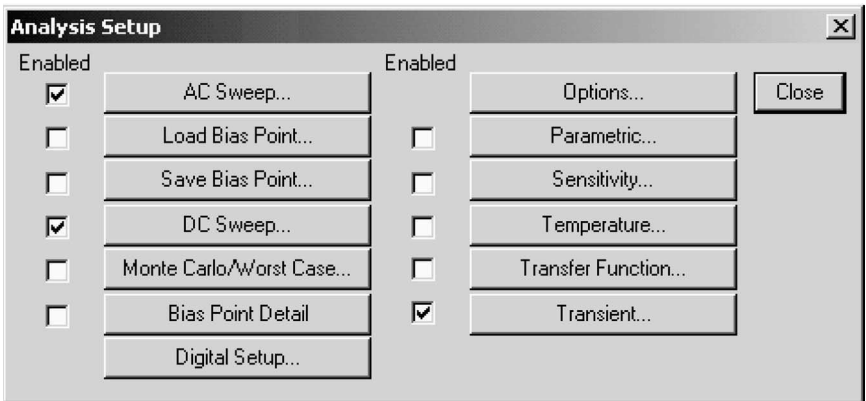 Analysis Setup
Enabled
Enabled
AC Sweep...
Options...
Close
Load Bias Point...
Parametric...
Save Bias Point...
Sensitivity...
DC Sweep...
Temperature...
Monte Carlo/Worst Case...
Transfer Function...
Bias Point Detail
Transient...
Digital Setup...